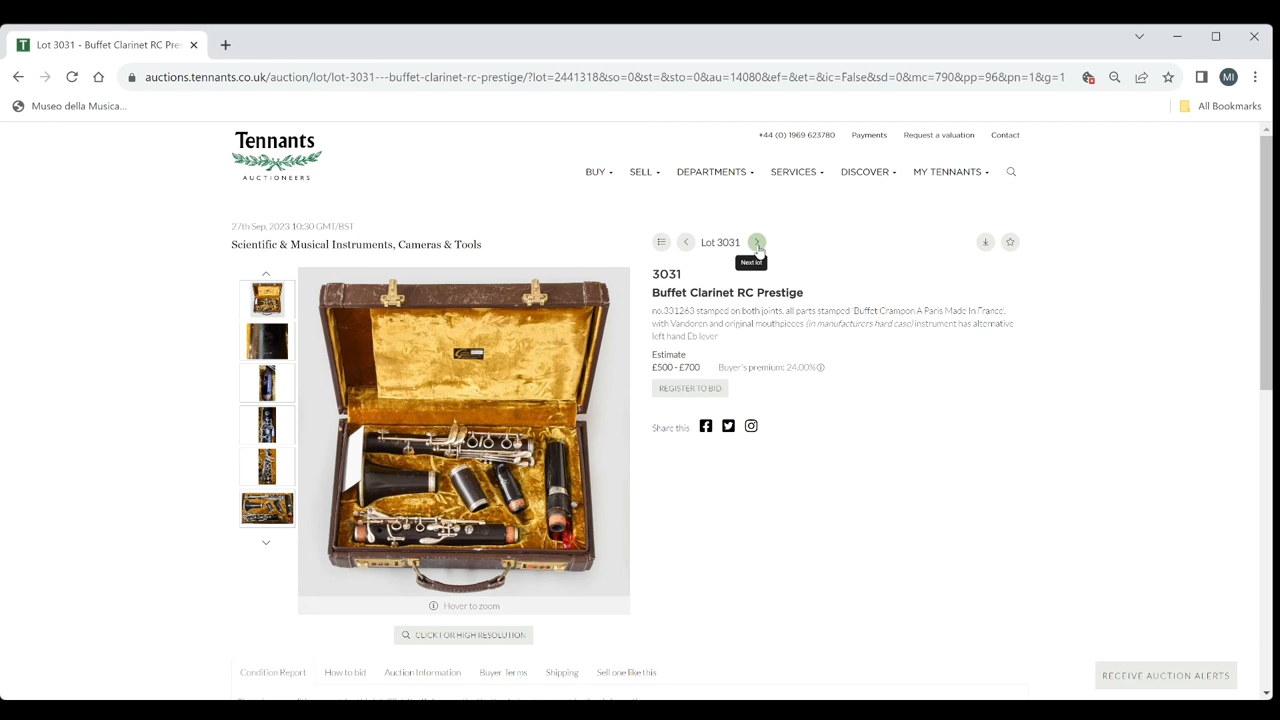 Lot 3031 - Buffet Clarinet RC Pre
auctions.tennants.co.uk/auction/lot/lot-3031---buffet-clarinet-rc-prestige/?lot=2441318&so=0&st=&sto=0&au=14080&ef=&et=&ic=False&sd=0&mc=790&pp=96&pn=1&g=1
MI
Museo della Musica...
All Bookmarks
Tennants
AUCTIONEERS
+44 (0) 1969 623780 Payments Request a valuation Contact
BUY SELL DEPARTMENTS SERVICES DISCOVER MY TENNANTS
27th Sep, 2023 10:30 GMT/BST
Scientific & Musical Instruments, Cameras & Tools
Lot 3031
Next lot
3031
Buffet Clarinet RC Prestige
no.331263 stamped on both joints, all parts stamped 'Buffet Crampon A Paris Made In France',
with Vandoren and original mouthpieces (in manufacturers hard case) instrument has alternative
left hand Eb lever
Estimate
£500 - £700 Buyer's premium: 24.00%
REGISTER TO BID
Share this
Hover to zoom
CLICK FOR HIGH RESOLUTION
Condition Report How to bid Auction Information Buyer Terms Shipping Sell one like this
RECEIVE AUCTION ALERTS